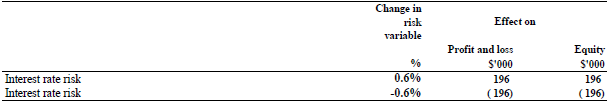 Change in
risk Effect on
variable
Profit and loss Equity
% $'000 $'000
Interest rate risk 0.6% 196 196
Interest rate risk -0.6% (196) (196)